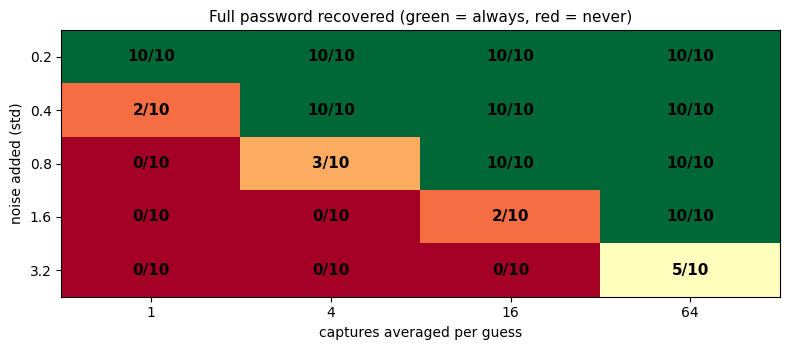 Full password recovered (green = always, red = never)
noise added (std)
0.2 10/10 10/10 10/10 10/10
0.4 2/10 10/10 10/10 10/10
0.8 0/10 3/10 10/10 10/10
1.6 0/10 0/10 2/10 10/10
3.2 0/10 0/10 0/10 5/10
1 4 16 64
captures averaged per guess